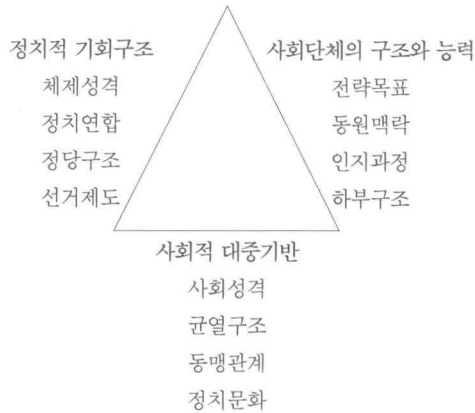 정치적 기회구조
체제성격
정치연합
정당구조
선거제도
사회단체의 구조와 능력
전략목표
동원맥락
인지과정
하부구조
사회적 대중기반
사회성격
균열구조
동맹관계
정치문화